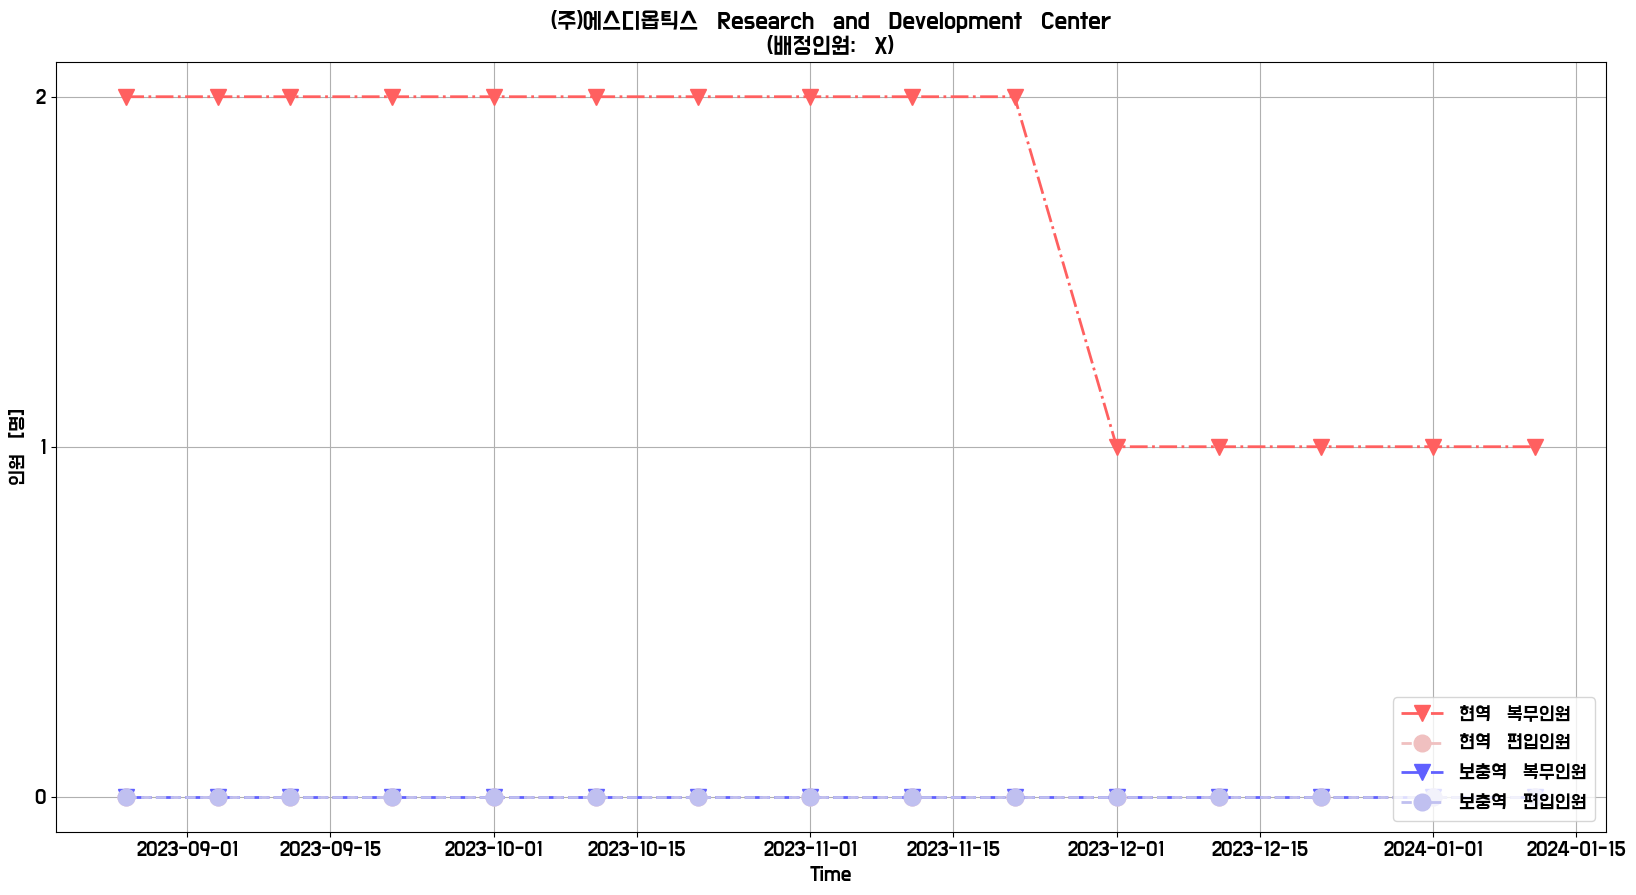 (주)에스디옵틱스 Research and Development Center
(배정인원: X)
인원 [명]
2
1
0
현역 복무인원
현역 편입인원
보충역 복무인원
보충역 편입인원
2023-09-01 2023-09-15 2023-10-01 2023-10-15 2023-11-01 2023-11-15 2023-12-01 2023-12-15 2024-01-01 2024-01-15
Time